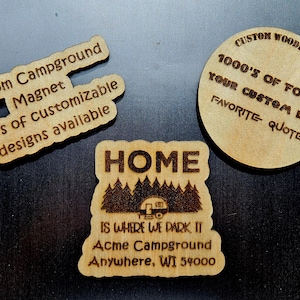 om Campground
Magnet
s of customizable
designs available
CUSTOM WOOD
1000'S OF FO
YOUR CUSTOM
FAVORITE QUOTE
HOME
IS WHERE WE PARK IT
Acme Campground
Anywhere, WI 54000